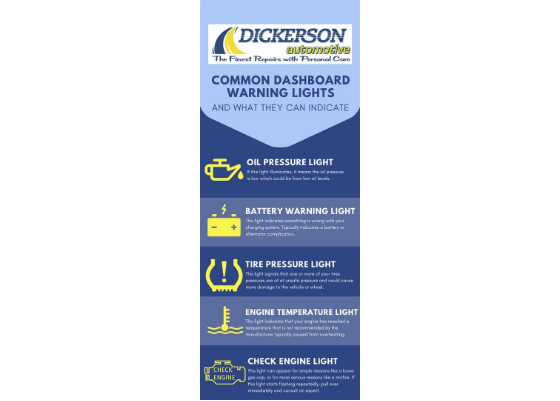 DICKERSON
automotive
The Finest Repairs with Personal Care
COMMON DASHBOARD
WARNING LIGHTS
AND WHAT THEY CAN INDICATE
OIL PRESSURE LIGHT
If this light illuminates, it means the oil pressure
is low which could be from low oil levels.
BATTERY WARNING LIGHT
This light indicates something is wrong with your
charging system. Typically indicates a battery or
alternator complication.
TIRE PRESSURE LIGHT
This light signals that one or more of your tires
pressures are at at unsafe pressure and could cause
more damage to the vehicle or wheel.
ENGINE TEMPERATURE LIGHT
This light indicates that your engine has reached a
temperature that is not recommended by the
manufacturer typically caused from overheating.
CHECK
ENGINE
CHECK ENGINE LIGHT
This light can appear for simple reasons like a loose
gas cap, or for more serious reasons like a misfire. If
this light starts flashing repeatedly, pull over
immediately and consult an expert.